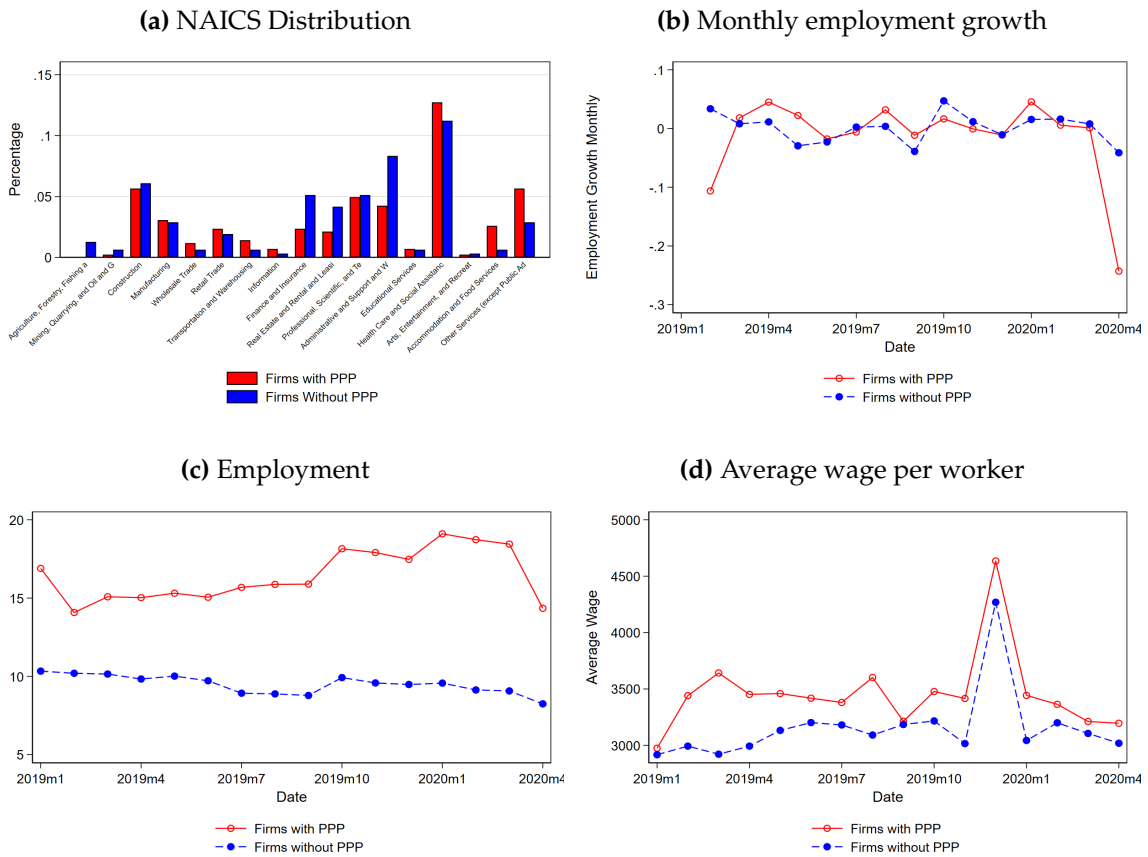 (a) NAICS Distribution
Percentage
.15
.1
.05
0
Agriculture, Forestry, Fishing a
Mining, Quarrying, and Oil and G
Construction
Manufacturing
Wholesale Trade
Retail Trade
Transportation and Warehousing
Information
Finance and Insurance
Real Estate and Rental and Leasi
Professional, Scientific, and Te
Administrative and Support and W
Educational Services
Health Care and Social Assistanc
Arts, Entertainment, and Recreat
Accommodation and Food Services
Other Services (except Public Ad
Firms with PPP
Firms Without PPP
(b) Monthly employment growth
Employment Growth Monthly
.1
0
-.1
-.2
-.3
2019m1 2019m4 2019m7 2019m10 2020m1 2020m4
Date
Firms with PPP
Firms without PPP
(c) Employment
20
15
10
5
2019m1 2019m4 2019m7 2019m10 2020m1 2020m4
Date
Firms with PPP
Firms without PPP
(d) Average wage per worker
Average Wage
5000
4500
4000
3500
3000
2019m1 2019m4 2019m7 2019m10 2020m1 2020m4
Date
Firms with PPP
Firms without PPP